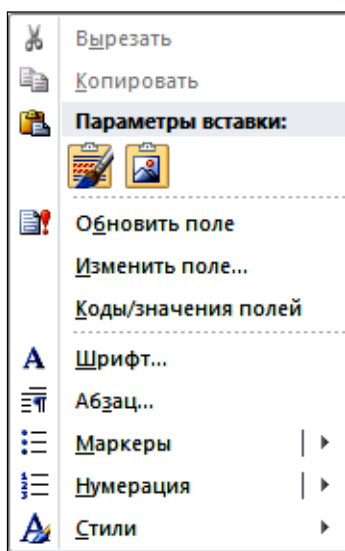 Вырезать
Копировать
Параметры вставки:
Обновить поле
Изменить поле...
Коды/значения полей
Шрифт...
Абзац...
Маркеры
Нумерация
Стили